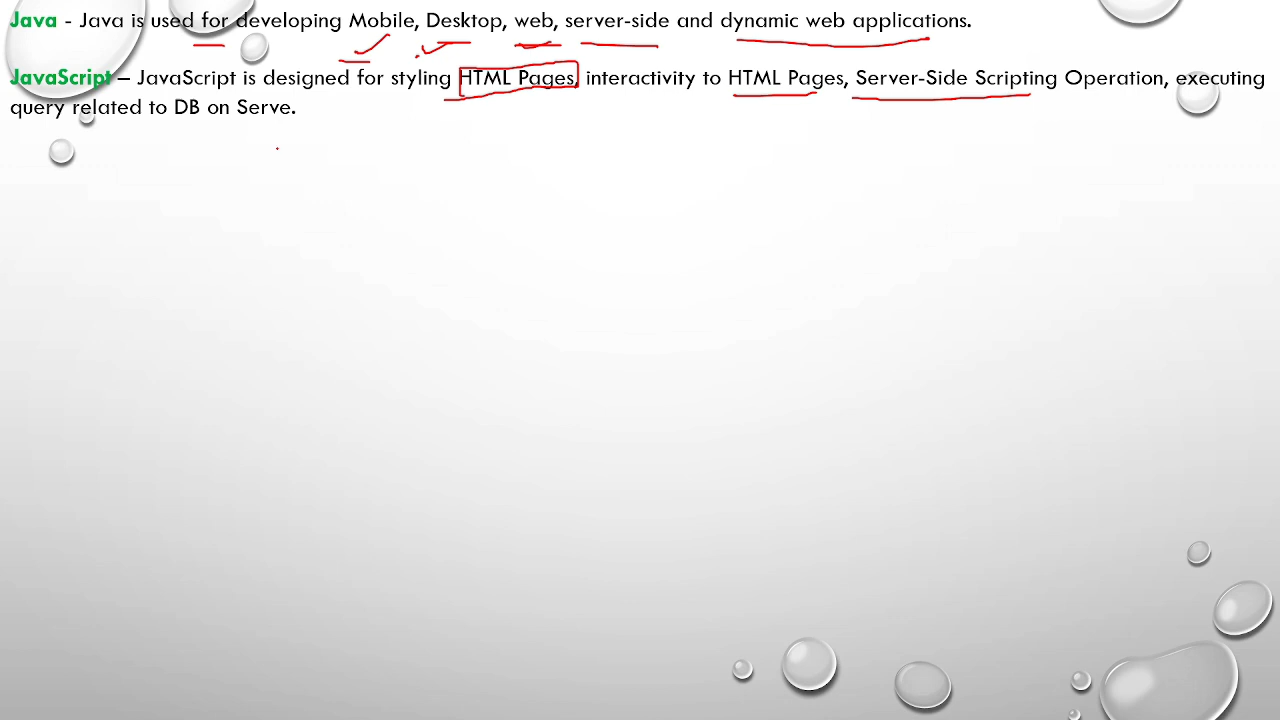 Java - Java is used for developing Mobile, Desktop, web, server-side and dynamic web applications.
JavaScript – JavaScript is designed for styling HTML Pages, interactivity to HTML Pages, Server-Side Scripting Operation, executing
query related to DB on Serve.